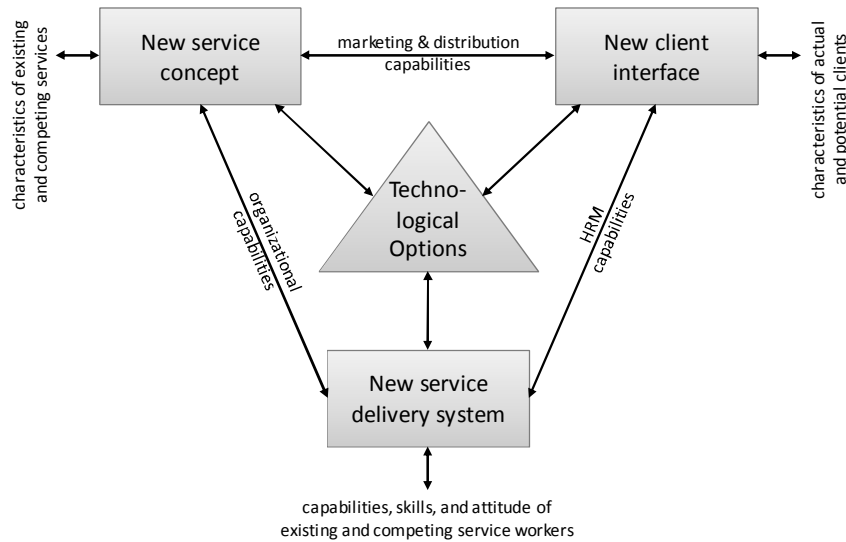 New service
concept
marketing & distribution
capabilities
New client
interface
characteristics of existing
and competing services
characteristics of actual
and potential clients
Techno-
logical
Options
organizational
capabilities
HRM
capabilities
New service
delivery system
capabilities, skills, and attitude of
existing and competing service workers